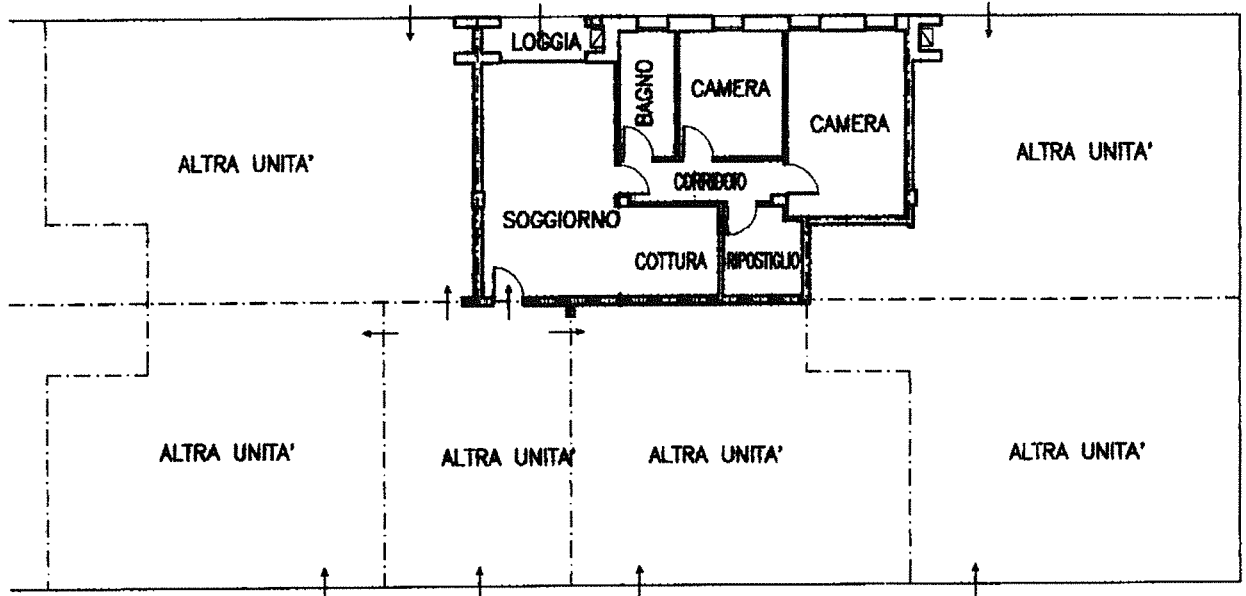 LOGGIA
BAGNO
CAMERA
CAMERA
ALTRA UNITA'
ALTRA UNITA'
CORRIDOIO
SOGGIORNO
COTTURA
RIPOSTIGLIO
ALTRA UNITA'
ALTRA UNITA'
ALTRA UNITA'
ALTRA UNITA'